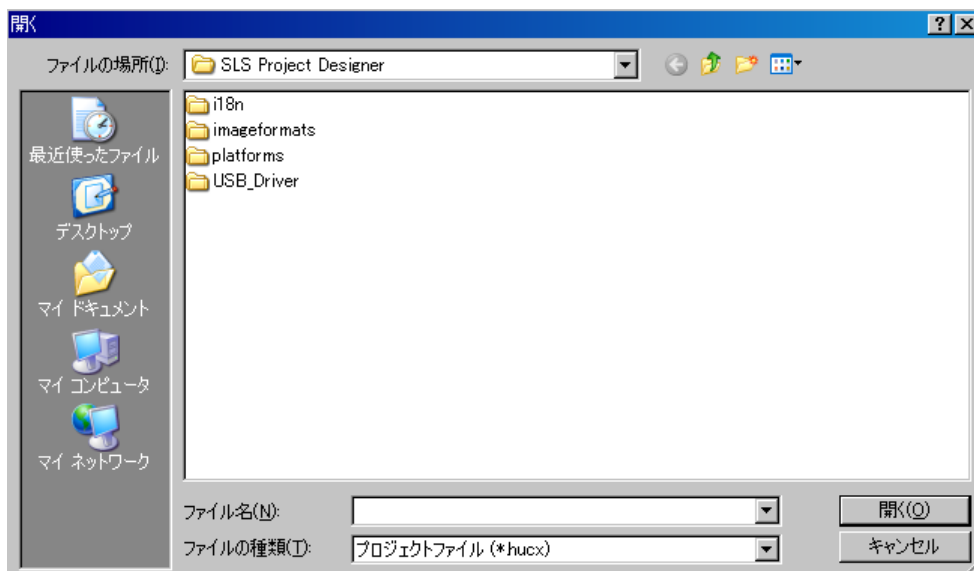 開く
ファイルの場所(I):
SLS Project Designer
i18n
imageformats
platforms
USB_Driver
最近使ったファイル
デスクトップ
マイ ドキュメント
マイ コンピュータ
マイ ネットワーク
ファイル名(N):
開く(O)
ファイルの種類(T):
プロジェクトファイル (*hucx)
キャンセル